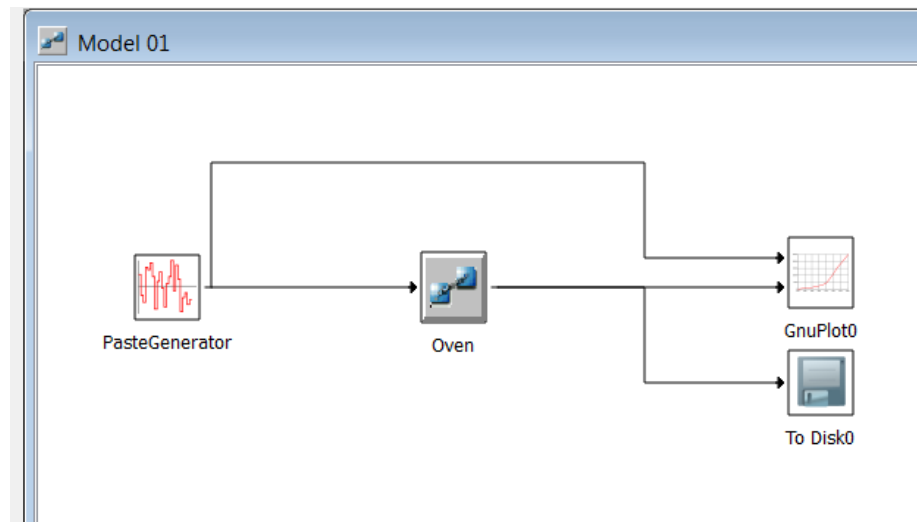 Model 01
PasteGenerator
Oven
GnuPlot0
To Disk0